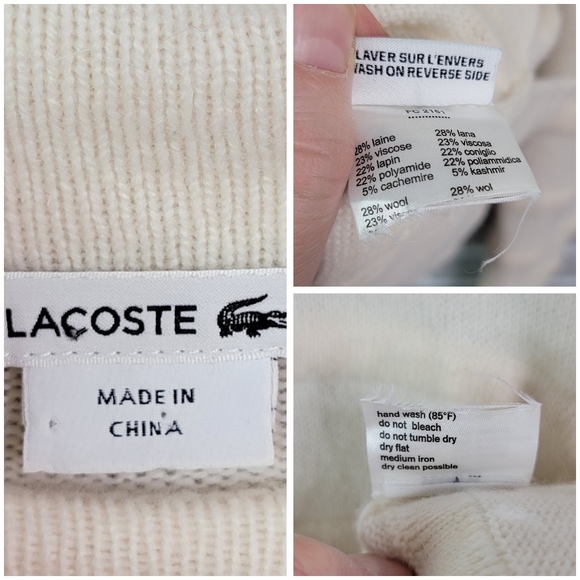 LACOSTE
MADE IN
CHINA
LAVER SUR L'ENVERS
WASH ON REVERSE SIDE
28% laine
23% viscose
22% lapin
22% polyamide
5% cachemire
28% wool
23%
28% lana
23% viscosa
22% coniglio
22% poliammidica
5% kashmir
28% wol
hand wash (85°F)
do not bleach
do not tumble dry
dry flat
medium iron
dry clean possible